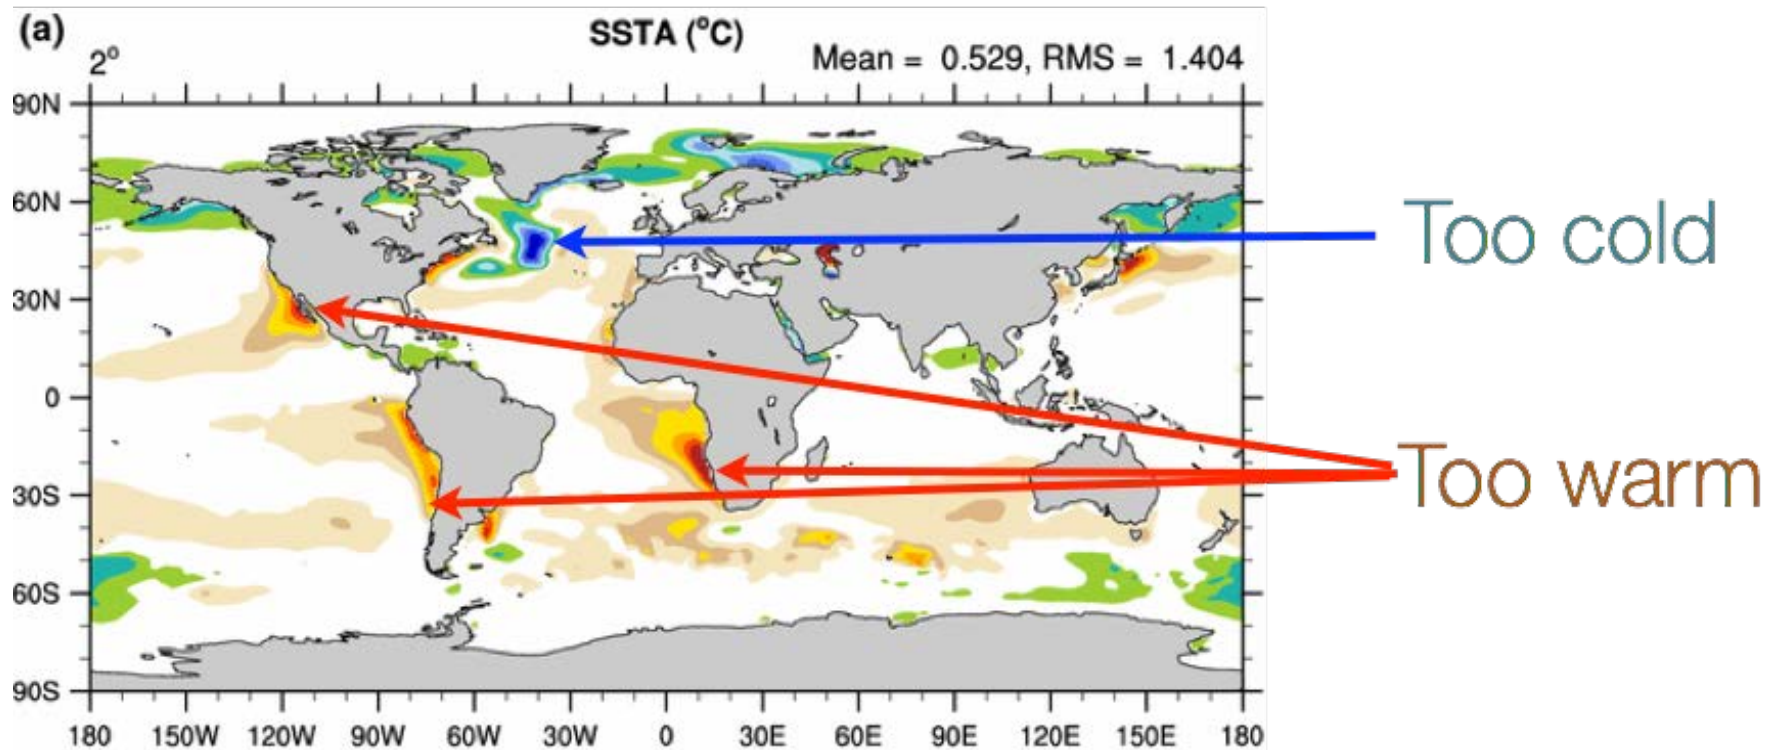 (a)
SSTA (°C)
2°
Mean = 0.529, RMS = 1.404
90N
60N
30N
0
30S
60S
90S
180 150W 120W 90W 60W 30W 0 30E 60E 90E 120E 150E 180
Too cold
Too warm